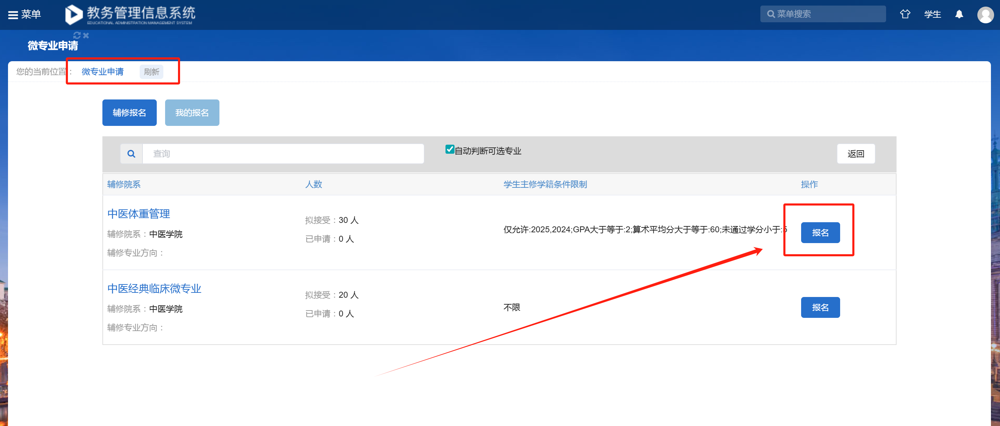 菜单
教务管理信息系统
EDUCATIONAL ADMINISTRATION MANAGEMENT SYSTEM
菜单搜索
学生
微专业申请
您的当前位置：
微专业申请
刷新
辅修报名
我的报名
查询
自动判断可选专业
返回
辅修院系
人数
学生主修学籍条件限制
操作
中医体重管理
辅修院系：中医学院
辅修专业方向：
拟接受：30 人
已申请：0 人
仅允许:2025,2024;GPA大于等于:2;算术平均分大于等于:60;未通过学分小于:5
报名
中医经典临床微专业
辅修院系：中医学院
辅修专业方向：
拟接受：20 人
已申请：0 人
不限
报名